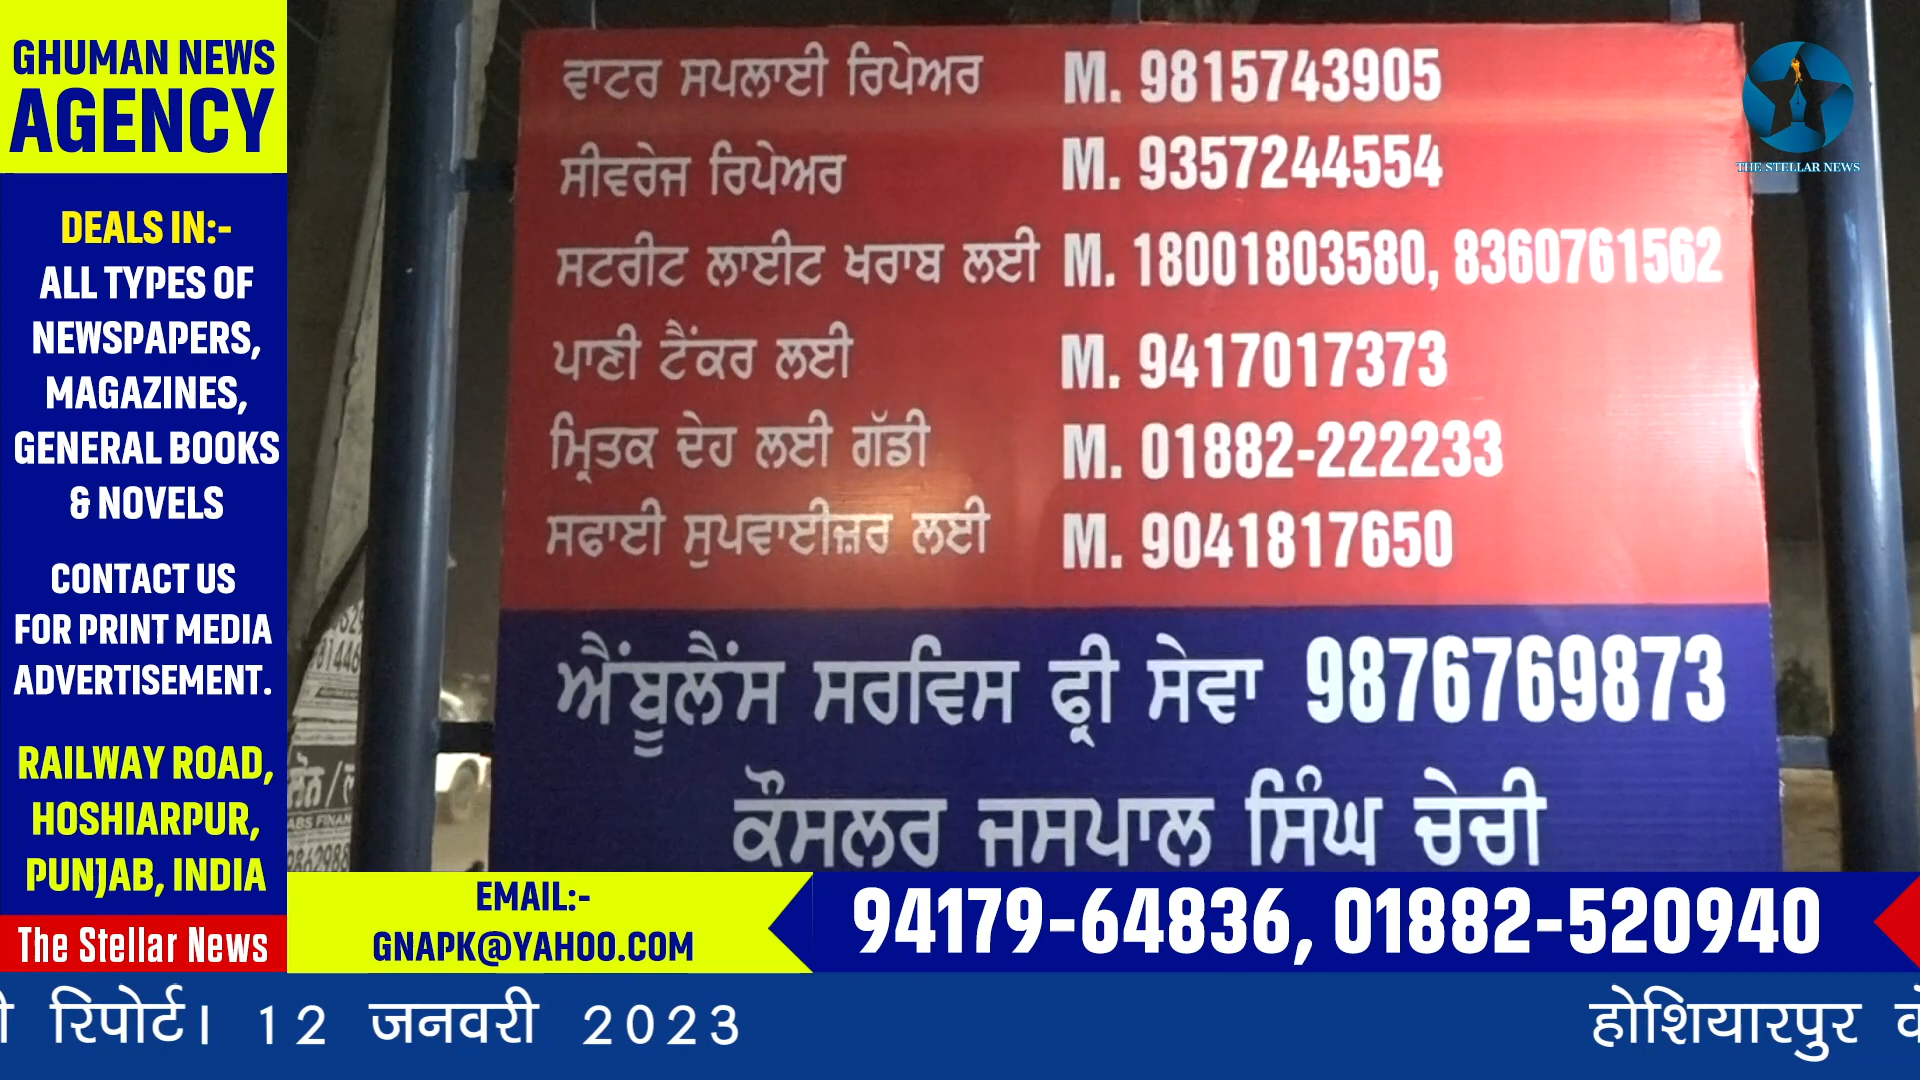 GHUMAN NEWS
AGENCY
DEALS IN:-
ALL TYPES OF
NEWSPAPERS,
MAGAZINES,
GENERAL BOOKS
& NOVELS
CONTACT US
FOR PRINT MEDIA
ADVERTISEMENT.
RAILWAY ROAD,
HOSHIARPUR,
PUNJAB, INDIA
The Stellar News
ਵਾਟਰ ਸਪਲਾਈ ਰਿਪੇਅਰ M. 9815743905
ਸੀਵਰੇਜ ਰਿਪੇਅਰ M. 9357244554
ਸਟਰੀਟ ਲਾਈਟ ਖਰਾਬ ਲਈ M. 18001803580, 8360761562
ਪਾਣੀ ਟੈਂਕਰ ਲਈ M. 9417017373
ਮ੍ਰਿਤਕ ਦੇਹ ਲਈ ਗੱਡੀ M. 01882-222233
ਸਫਾਈ ਸੁਪਵਾਈਜ਼ਰ ਲਈ M. 9041817650
ਐਂਬੂਲੈਂਸ ਸਰਵਿਸ ਫ੍ਰੀ ਸੇਵਾ 9876769873
ਕੌਸਲਰ ਜਸਪਾਲ ਸਿੰਘ ਚੇਚੀ
THE STELLAR NEWS
EMAIL:-
GNAPK@YAHOO.COM
94179-64836, 01882-520940
रिपोर्ट। 12 जनवरी 2023 होशियारपुर